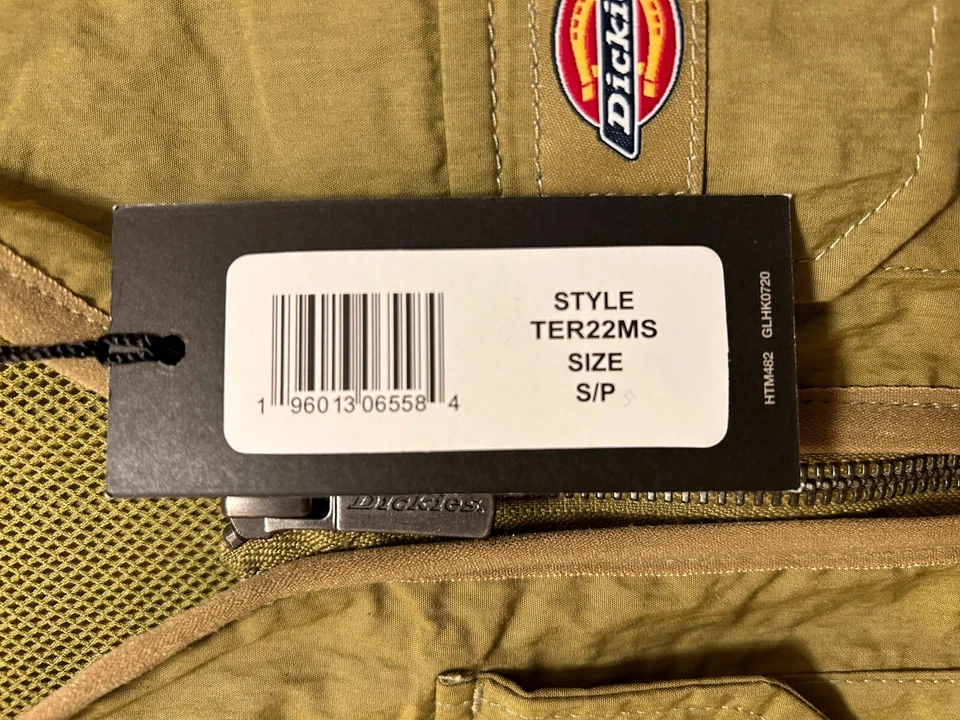 Dickies
STYLE
TER22MS
SIZE
S/P
1 96013 06558 4
HTM482 GLHK0720
Dickies